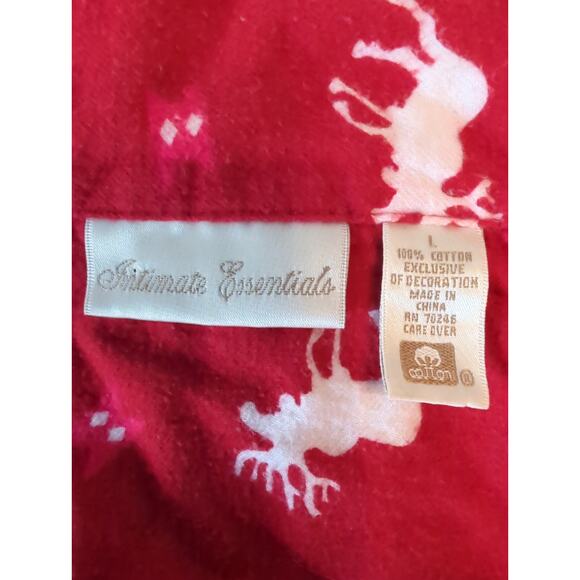 Intimate Essentials
L
100% COTTON
EXCLUSIVE
OF DECORATION
MADE IN
CHINA
RN 70246
CARE OVER
cotton
®